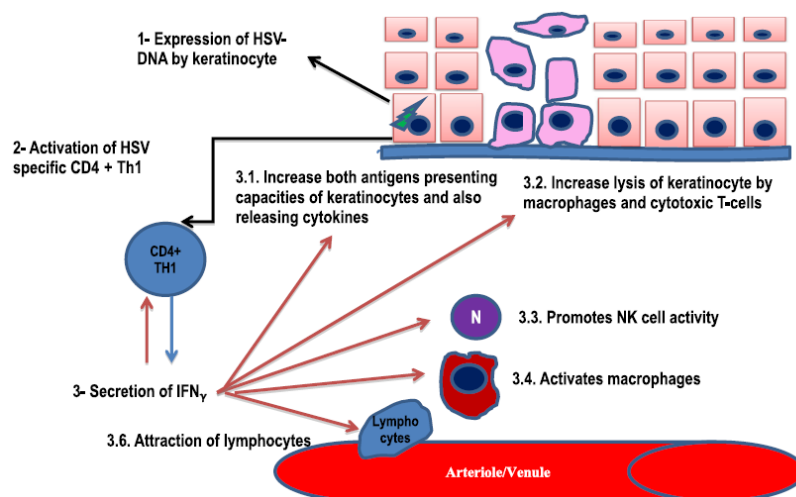 1- Expression of HSV-
DNA by keratinocyte
2- Activation of HSV
specific CD4 + Th1
3.1. Increase both antigens presenting
capacities of keratinocytes and also
releasing cytokines
3.2. Increase lysis of keratinocyte by
macrophages and cytotoxic T-cells
CD4+
TH1
N
3.3. Promotes NK cell activity
3.4. Activates macrophages
3- Secretion of IFNγ
3.6. Attraction of lymphocytes
Lympho
cytes
Arteriole/Venule